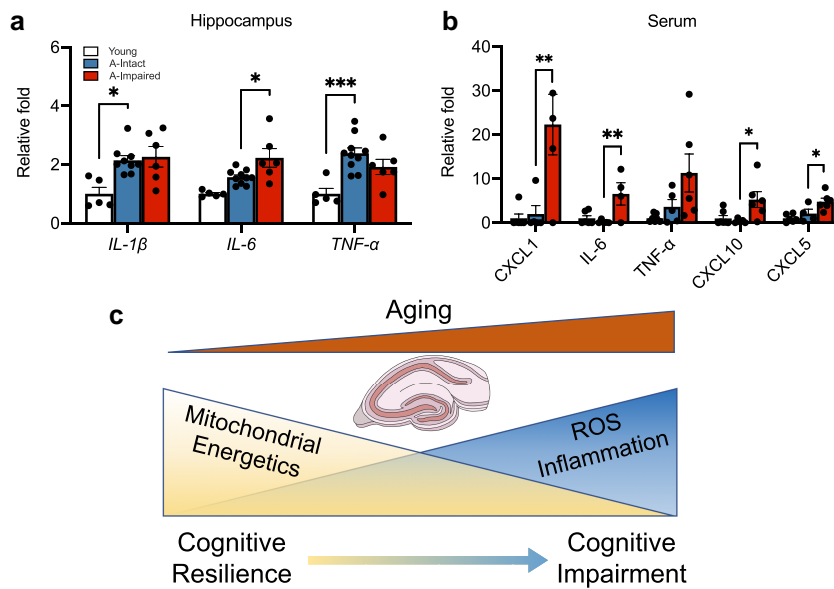 a
Hippocampus
Relative fold
6
4
2
0
Young
A-Intact
A-Impaired
*
*
***
IL-1β
IL-6
TNF-α
b
Serum
Relative fold
40
30
20
10
0
**
**
*
*
CXCL1
IL-6
TNF-α
CXCL10
CXCL5
c
Aging
Mitochondrial
Energetics
ROS
Inflammation
Cognitive
Resilience
Cognitive
Impairment